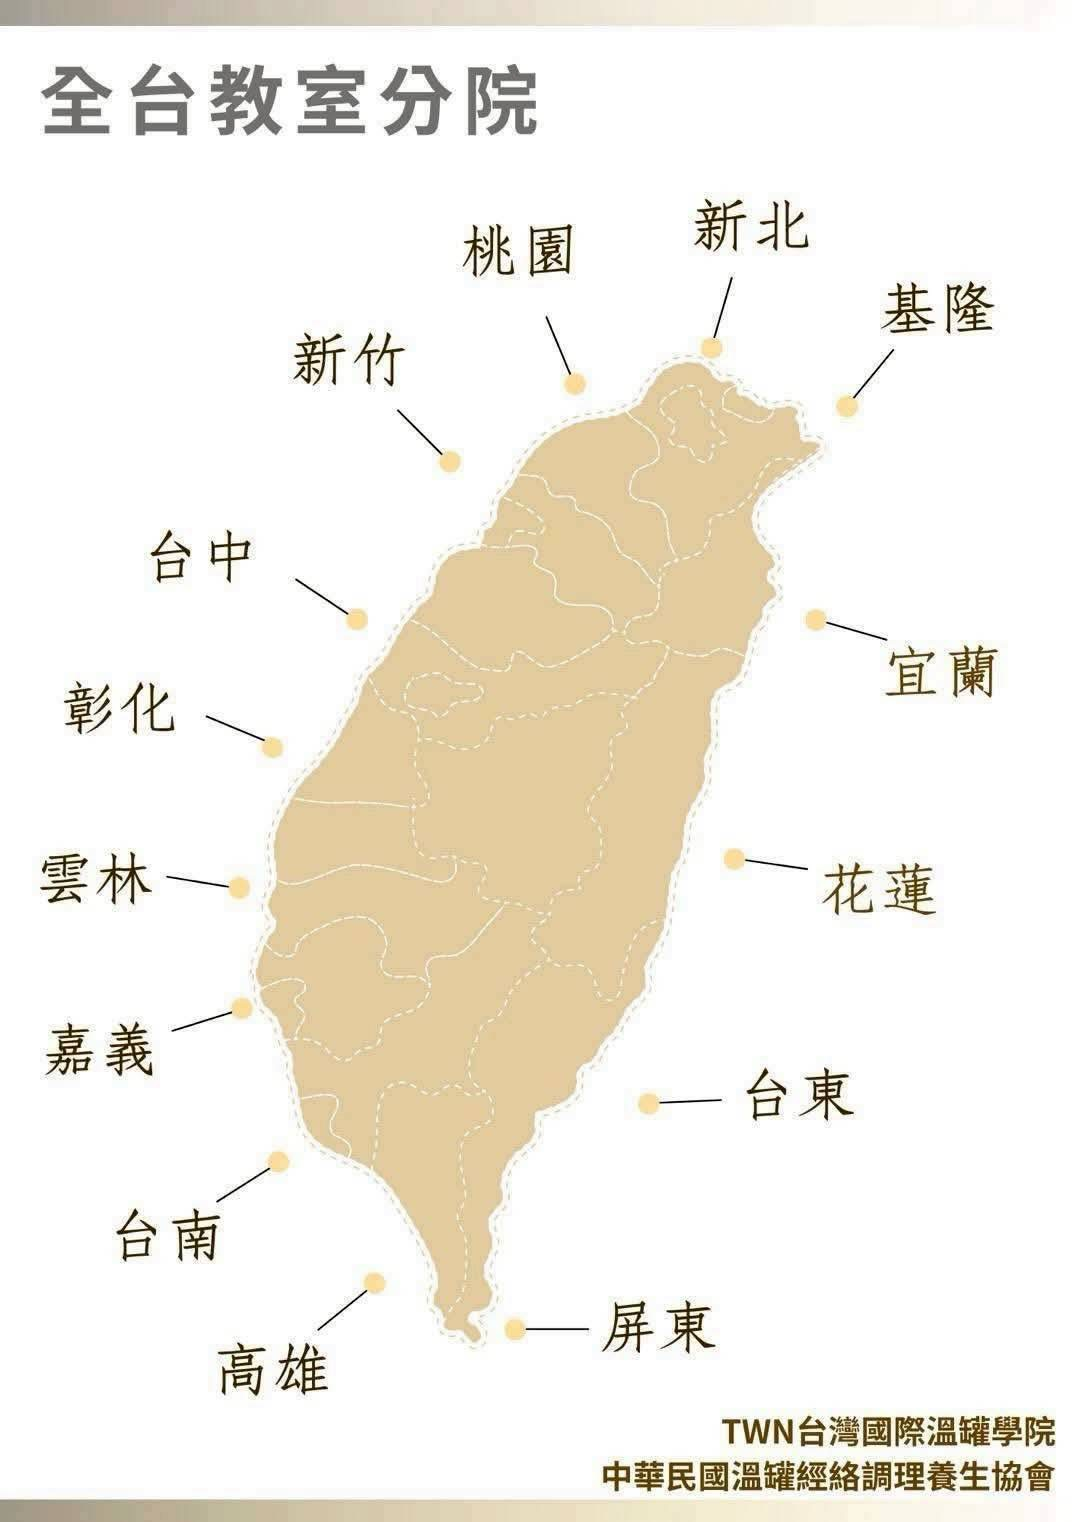 全台教室分院
新北
桃園
基隆
新竹
台中
宜蘭
彰化
雲林
花蓮
嘉義
台東
台南
屏東
高雄
TWN台灣國際溫罐學院
中華民國溫罐經絡調理養生協會